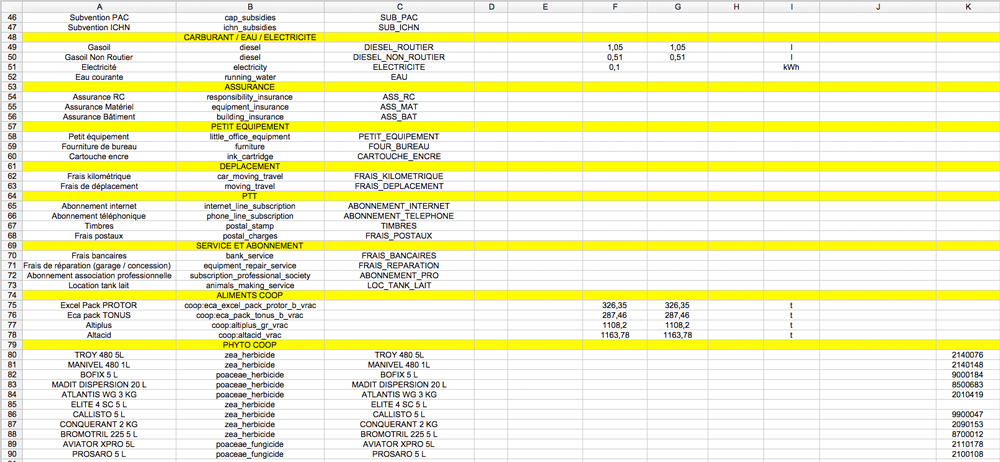 A B C D E F G H I J K
46 Subvention PAC cap_subsidies SUB_PAC
47 Subvention ICHN ichn_subsidies SUB_ICHN
48 CARBURANT / EAU / ELECTRICITE
49 Gasoil diesel DIESEL_ROUTIER 1,05 1,05 l
50 Gasoil Non Routier diesel DIESEL_NON_ROUTIER 0,51 0,51 l
51 Electricité electricity ELECTRICITE 0,1 kWh
52 Eau courante running_water EAU
53 ASSURANCE
54 Assurance RC responsibility_insurance ASS_RC
55 Assurance Matériel equipment_insurance ASS_MAT
56 Assurance Bâtiment building_insurance ASS_BAT
57 PETIT EQUIPEMENT
58 Petit équipement little_office_equipment PETIT_EQUIPEMENT
59 Fourniture de bureau furniture FOUR_BUREAU
60 Cartouche encre ink_cartridge CARTOUCHE_ENCRE
61 DEPLACEMENT
62 Frais kilométrique car_moving_travel FRAIS_KILOMETRIQUE
63 Frais de déplacement moving_travel FRAIS_DEPLACEMENT
64 PTT
65 Abonnement internet internet_line_subscription ABONNEMENT_INTERNET
66 Abonnement téléphonique phone_line_subscription ABONNEMENT_TELEPHONE
67 Timbres postal_stamp TIMBRES
68 Frais postaux postal_charges FRAIS_POSTAUX
69 SERVICE ET ABONNEMENT
70 Frais bancaires bank_service FRAIS_BANCAIRES
71 Frais de réparation (garage / concession) equipment_repair_service FRAIS_REPARATION
72 Abonnement association professionnelle subscription_professional_society ABONNEMENT_PRO
73 Location tank lait animals_making_service LOC_TANK_LAIT
74 ALIMENTS COOP
75 Excel Pack PROTOR coop:eca_excel_pack_protor_b_vrac 326,35 326,35 t
76 Eca pack TONUS coop:eca_pack_tonus_b_vrac 287,46 287,46 t
77 Altiplus coop:altiplus_gr_vrac 1108,2 1108,2 t
78 Altacid coop:altacid_vrac 1163,78 1163,78 t
79 PHYTO COOP
80 TROY 480 5L zea_herbicide TROY 480 5L 2140076
81 MANIVEL 480 1L zea_herbicide MANIVEL 480 1L 2140148
82 BOFIX 5 L poaceae_herbicide BOFIX 5 L 9000184
83 MADIT DISPERSION 20 L poaceae_herbicide MADIT DISPERSION 20 L 8500683
84 ATLANTIS WG 3 KG poaceae_herbicide ATLANTIS WG 3 KG 2010419
85 ELITE 4 SC 5 L zea_herbicide ELITE 4 SC 5 L
86 CALLISTO 5 L zea_herbicide CALLISTO 5 L 9900047
87 CONQUERANT 2 KG zea_herbicide CONQUERANT 2 KG 2090153
88 BROMOTRIL 225 5 L zea_herbicide BROMOTRIL 225 5 L 8700012
89 AVIATOR XPRO 5L poaceae_fungicide AVIATOR XPRO 5L 2110178
90 PROSARO 5 L poaceae_fungicide PROSARO 5 L 2100108